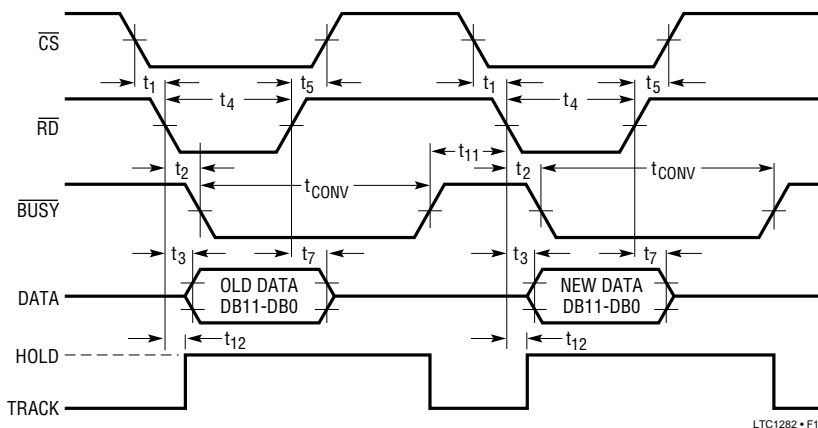 CS
t1 t4 t5 t1 t4 t5
RD
t2 tCONV t11 t2 tCONV
BUSY
t3 t7 t3 t7
DATA OLD DATA DB11-DB0 NEW DATA DB11-DB0
t12 t12
HOLD
TRACK
LTC1282 • F1